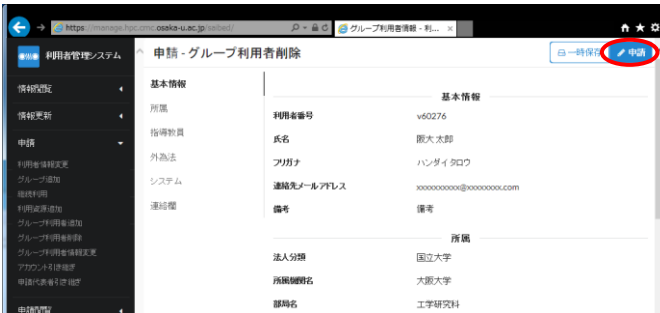 https://manage.hpc.cmc.osaka-u.ac.jp/saibed/
グループ利用者情報 - 利... ×
利用者管理システム
申請 - グループ利用者削除
一時保存
申請
情報閲覧
情報更新
申請
利用者情報変更
グループ追加
継続利用
利用資源追加
グループ利用者追加
グループ利用者削除
グループ利用者情報変更
アカウント引き継ぎ
申請代表者引き継ぎ
申請閲覧
基本情報
所属
指導教員
外為法
システム
連絡欄
基本情報
利用者番号 v60276
氏名 阪大 太郎
フリガナ ハンダイ タロウ
連絡先メールアドレス xxxxxxxxxx@xxxxxxxx.com
備考 備考
所属
法人分類 国立大学
所属機関名 大阪大学
部局名 工学研究科